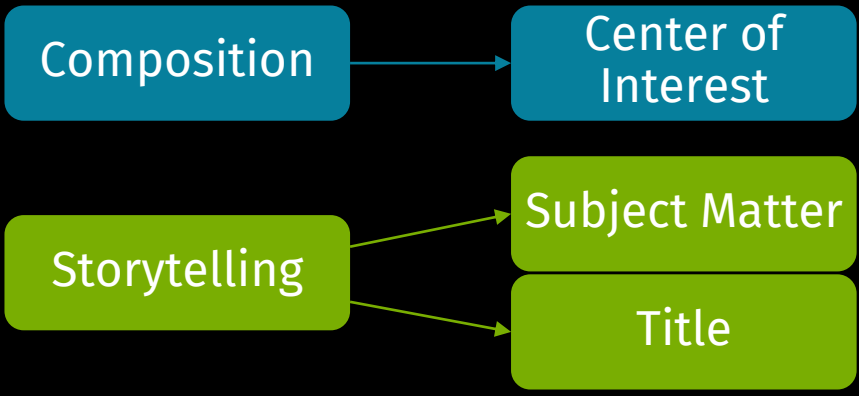 Composition
Center of
Interest
Storytelling
Subject Matter
Title